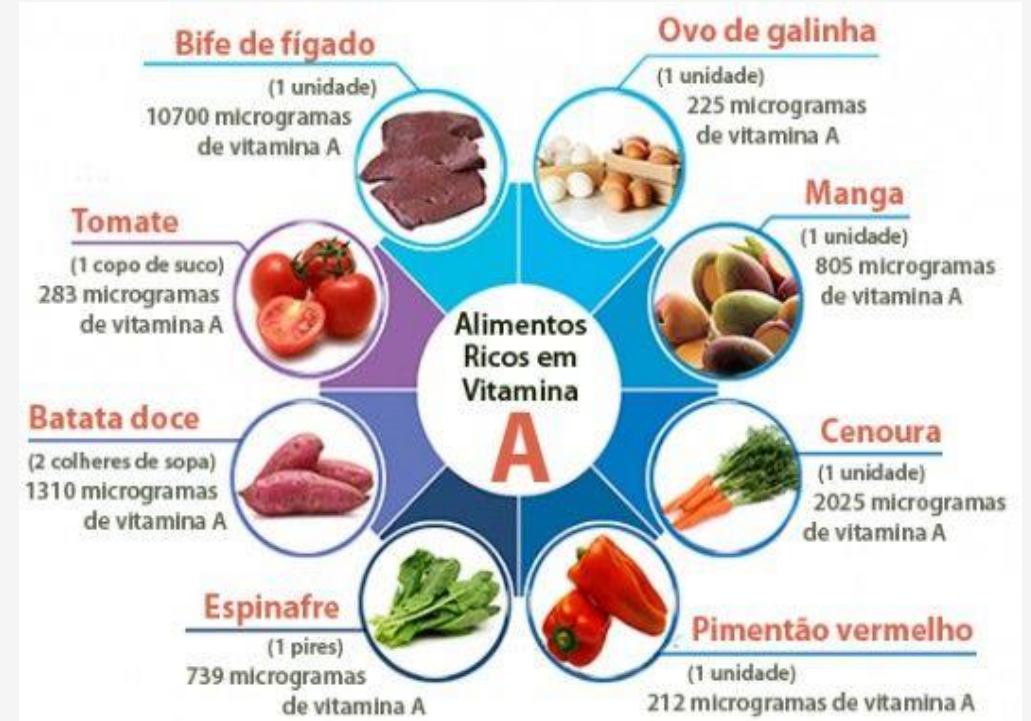 Bife de fígado
(1 unidade)
10700 microgramas
de vitamina A
Ovo de galinha
(1 unidade)
225 microgramas
de vitamina A
Tomate
(1 copo de suco)
283 microgramas
de vitamina A
Manga
(1 unidade)
805 microgramas
de vitamina A
Alimentos
Ricos em
Vitamina
A
Batata doce
(2 colheres de sopa)
1310 microgramas
de vitamina A
Cenoura
(1 unidade)
2025 microgramas
de vitamina A
Espinafre
(1 pires)
739 microgramas
de vitamina A
Pimentão vermelho
(1 unidade)
212 microgramas de vitamina A